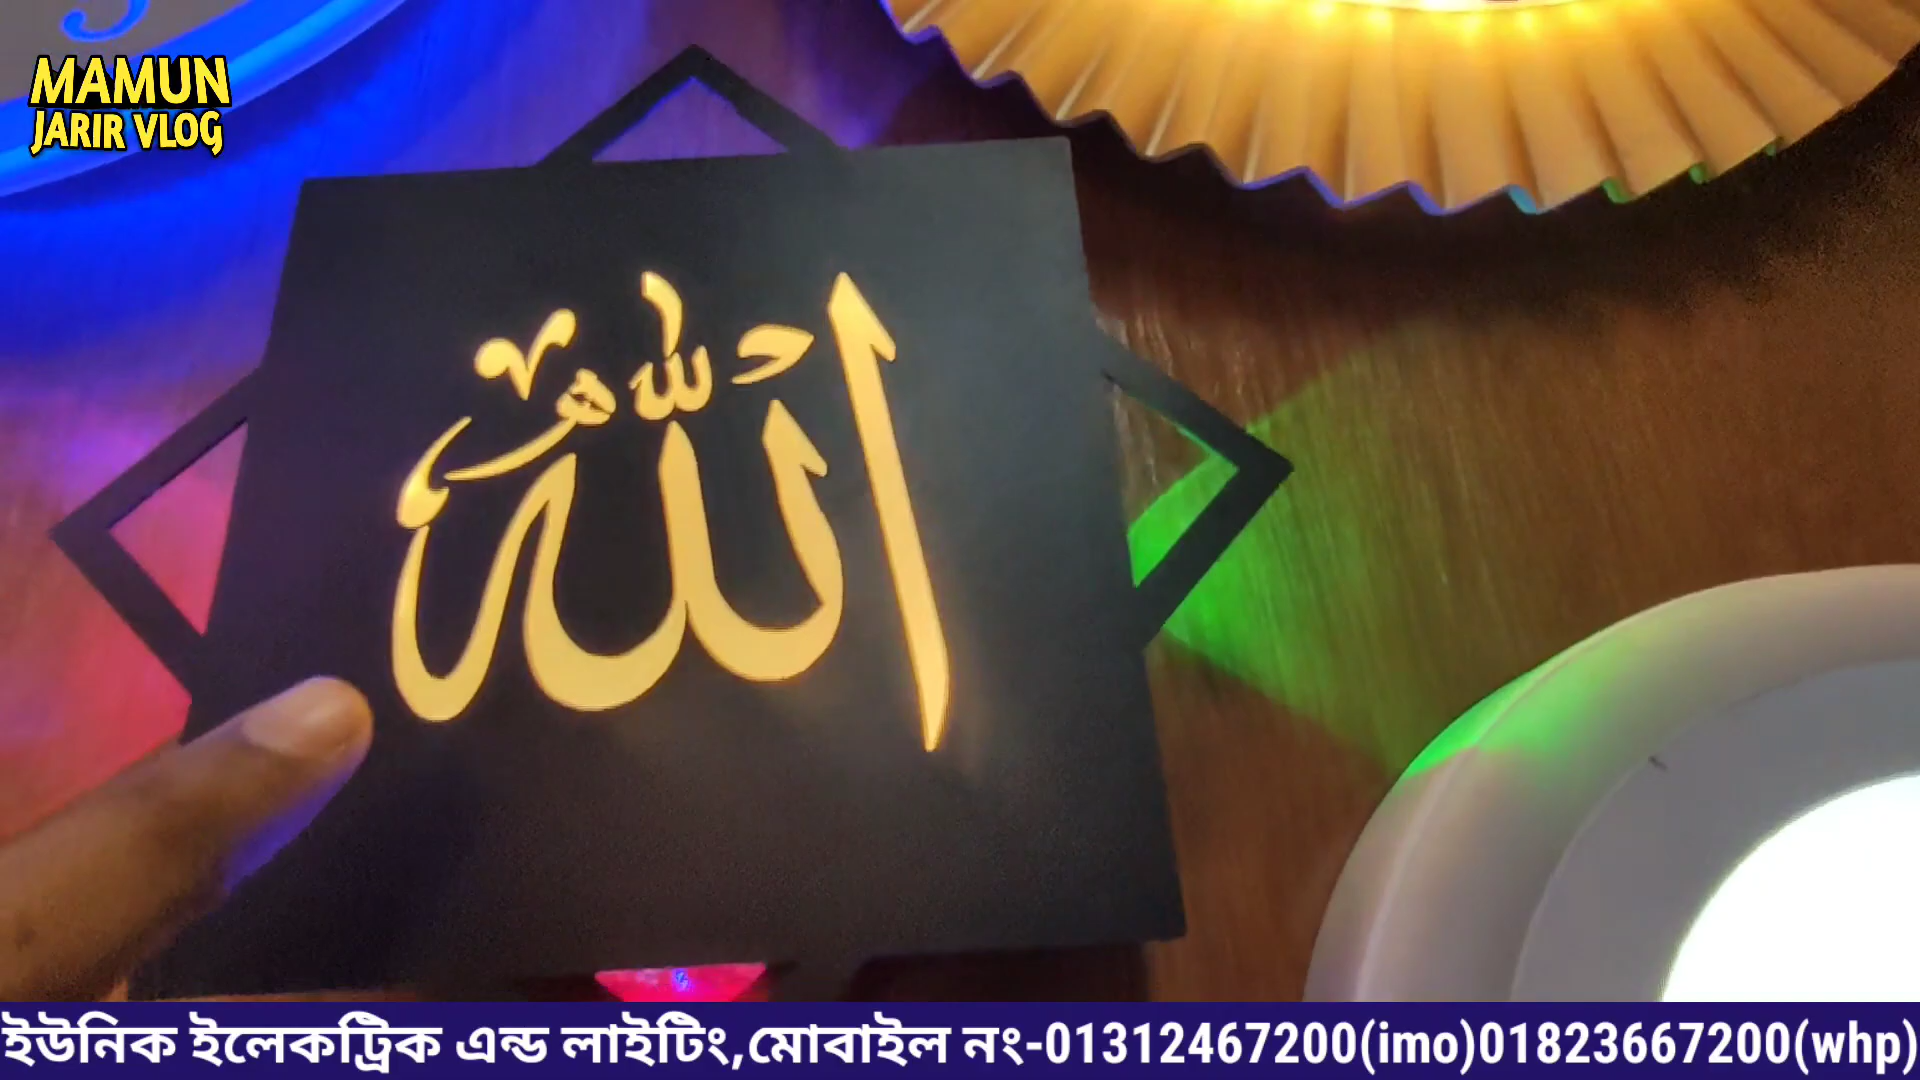 MAMUN
JARIR VLOG
الله
ইউনিক ইলেকট্রিক এন্ড লাইটিং,মোবাইল নং-01312467200(imo)01823667200(whp)